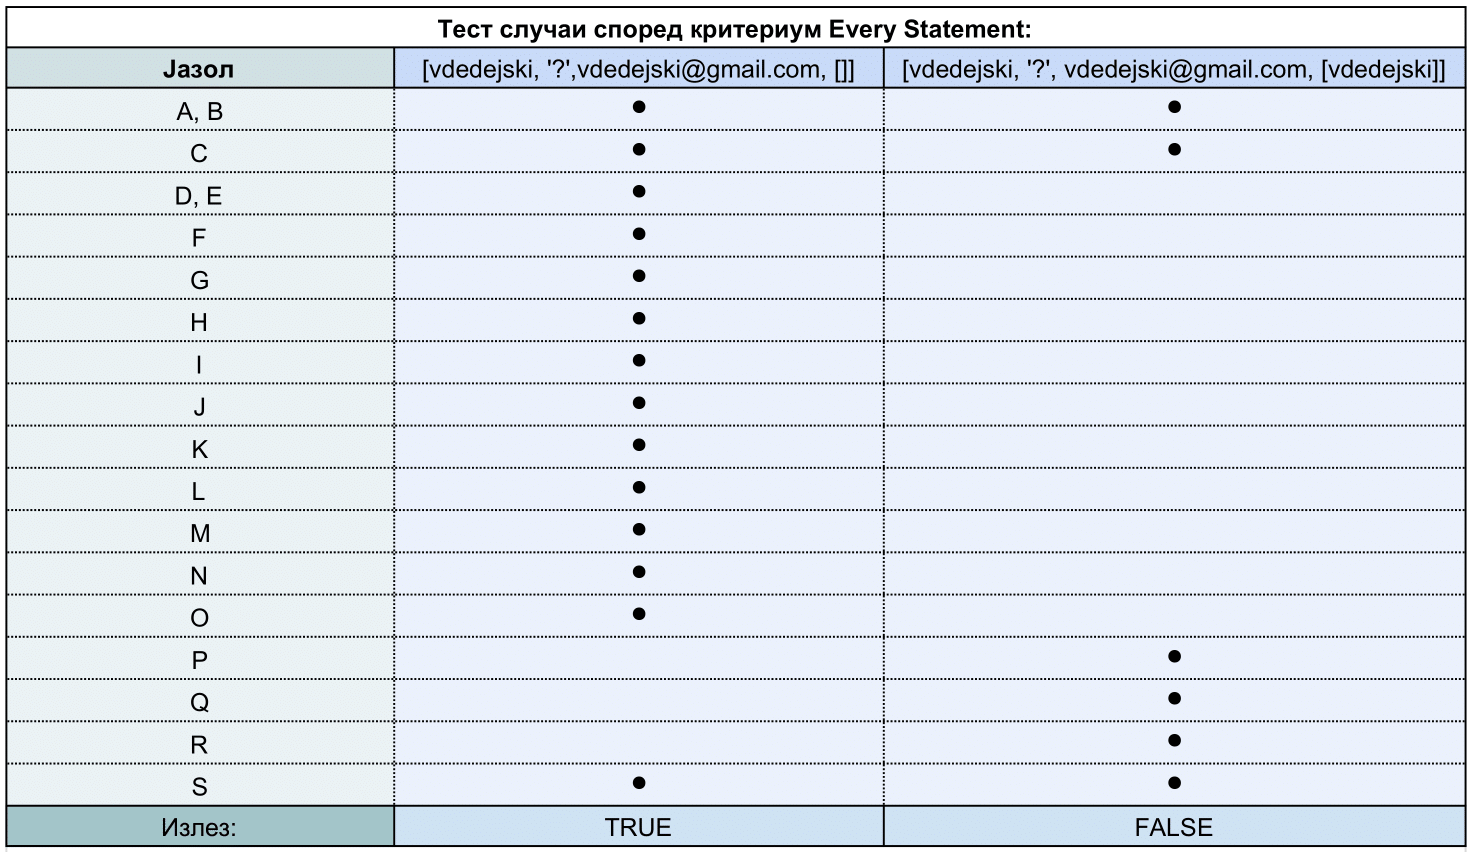 Тест случаи според критериум Every Statement:
Јазол [vdedejski, '?',vdedejski@gmail.com, []] [vdedejski, '?', vdedejski@gmail.com, [vdedejski]]
A, B ● ●
C ● ●
D, E ●
F ●
G ●
H ●
I ●
J ●
K ●
L ●
M ●
N ●
O ●
P ●
Q ●
R ●
S ● ●
Излез: TRUE FALSE